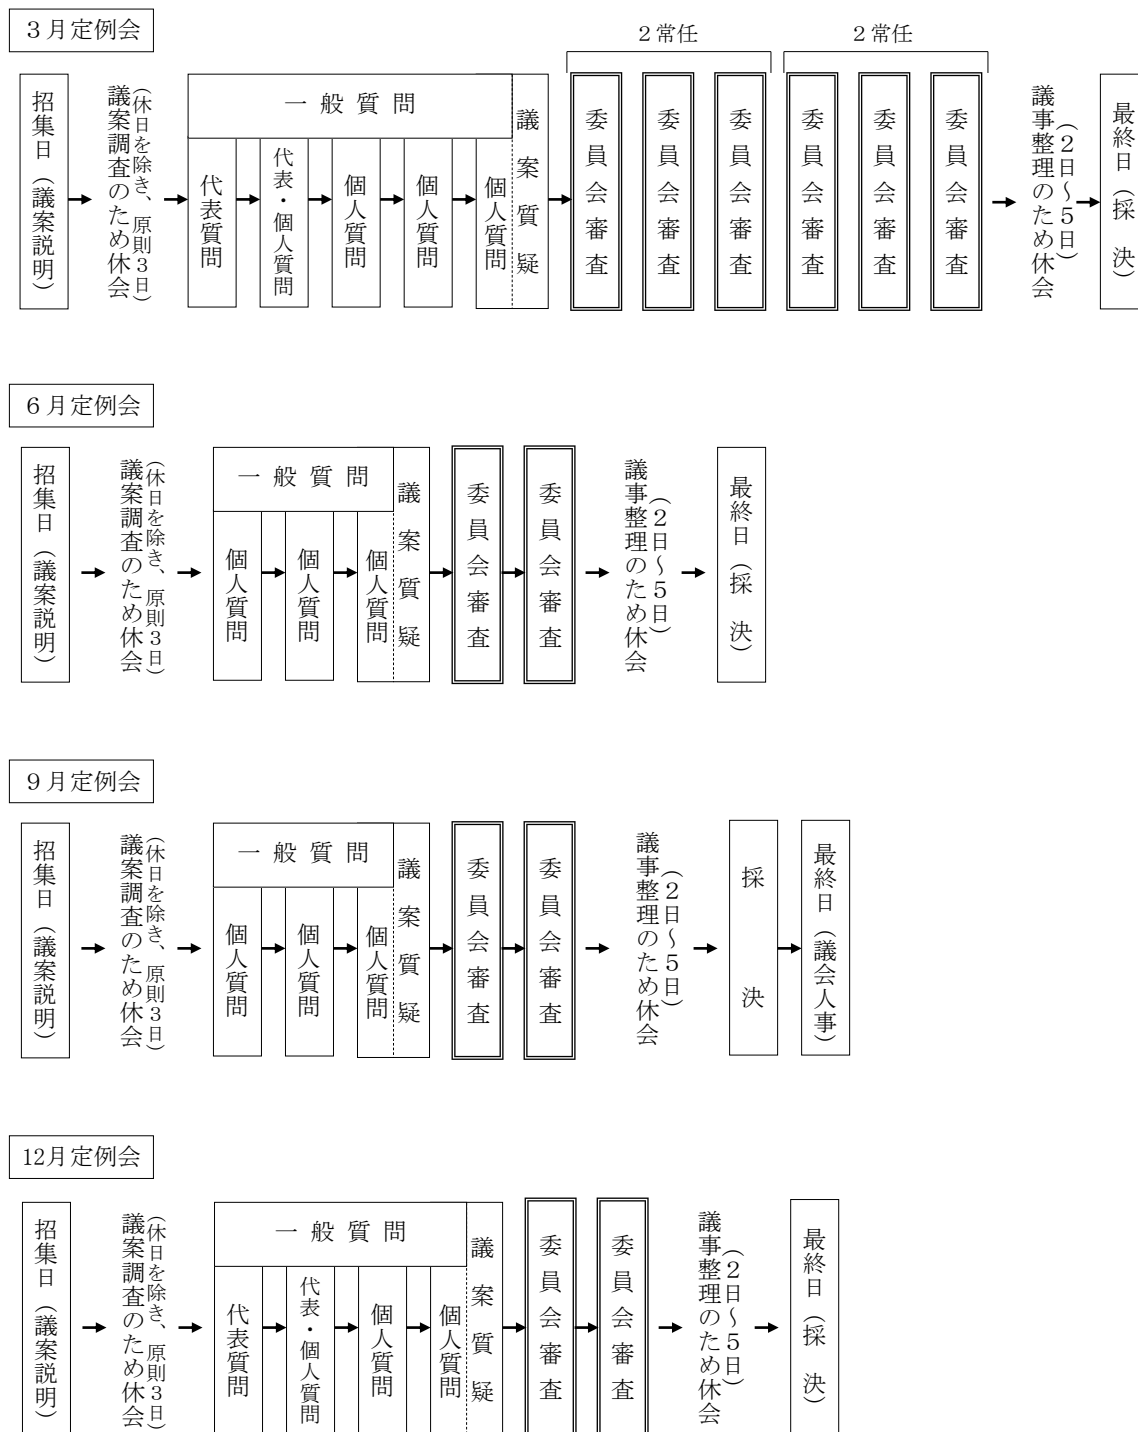 ３月定例会
２常任
２常任
招集日（議案説明）
議案調査のため休会
（休日を除き、原則３日）
一般質問
代表質問
代表・個人質問
個人質問
個人質問
個人質問
議案質疑
委員会審査
委員会審査
委員会審査
委員会審査
委員会審査
委員会審査
議事整理のため休会
（２日～５日）
最終日（採決）
６月定例会
招集日（議案説明）
議案調査のため休会
（休日を除き、原則３日）
一般質問
個人質問
個人質問
個人質問
議案質疑
委員会審査
委員会審査
議事整理のため休会
（２日～５日）
最終日（採決）
９月定例会
招集日（議案説明）
議案調査のため休会
（休日を除き、原則３日）
一般質問
個人質問
個人質問
個人質問
議案質疑
委員会審査
委員会審査
議事整理のため休会
（２日～５日）
採決
最終日（議会人事）
12月定例会
招集日（議案説明）
議案調査のため休会
（休日を除き、原則３日）
一般質問
代表質問
代表・個人質問
個人質問
個人質問
議案質疑
委員会審査
委員会審査
議事整理のため休会
（２日～５日）
最終日（採決）